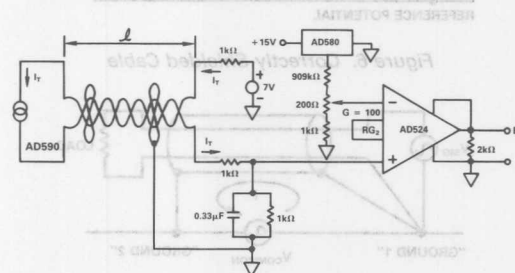 REFERENCE POTENTIAL
ℓ
+15V
AD580
1kΩ
Figure 6. Correctly Shielded Cable
I_T
I_T
909kΩ
+
7V
−
200Ω
−
G = 100
RG₂
AD524
AD590
I_T
1kΩ
+
2kΩ
1kΩ
0.33μF
1kΩ
"GROUND 2"
"GROUND 1"